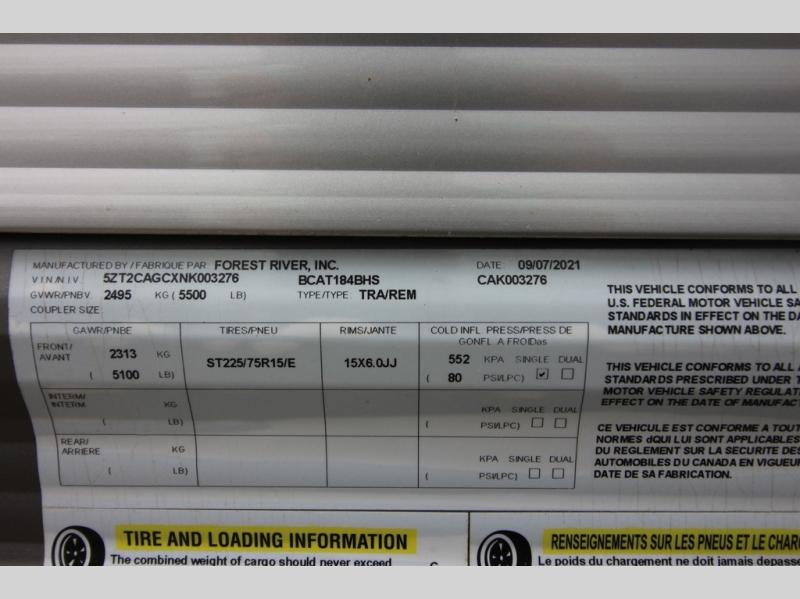 MANUFACTURED BY / FABRIQUE PAR FOREST RIVER, INC. DATE 09/07/2021
V.I.N./N.I.V. 5ZT2CAGCXNK003276 BCAT184BHS CAK003276
GVWR/PNBV 2495 KG ( 5500 LB) TYPE/TYPE TRA/REM
COUPLER SIZE
GAWR/PNBE TIRES/PNEU RIMS/JANTE COLD INFL PRESS/PRESS DE
GONFL A FROIDas
FRONT/
AVANT 2313 KG ST225/75R15/E 15X6.0JJ 552 KPA SINGLE DUAL
( 5100 LB) ( 80 PSI/LPC)
INTERM/
INTERM KG KPA SINGLE DUAL
( LB) ( PSI/LPC)
REAR/
ARRIERE KG KPA SINGLE DUAL
( LB) ( PSI/LPC)
THIS VEHICLE CONFORMS TO ALL
U.S. FEDERAL MOTOR VEHICLE SA
STANDARDS IN EFFECT ON THE DA
MANUFACTURE SHOWN ABOVE.
THIS VEHICLE CONFORMS TO ALL A
STANDARDS PRESCRIBED UNDER T
MOTOR VEHICLE SAFETY REGULAT
EFFECT ON THE DATE OF MANUFACT
CE VEHICULE EST CONFORME A TOUT
NORMES dQUI LUI SONT APPLICABLES
DU REGLEMENT SUR LA SECURITE DES
AUTOMOBILES DU CANADA EN VIGUEUR
DATE DE SA FABRICATION.
TIRE AND LOADING INFORMATION
The combined weight of cargo should never exceed
RENSEIGNEMENTS SUR LES PNEUS ET LE CHARG
Le poids du chargement ne doit jamais depasse